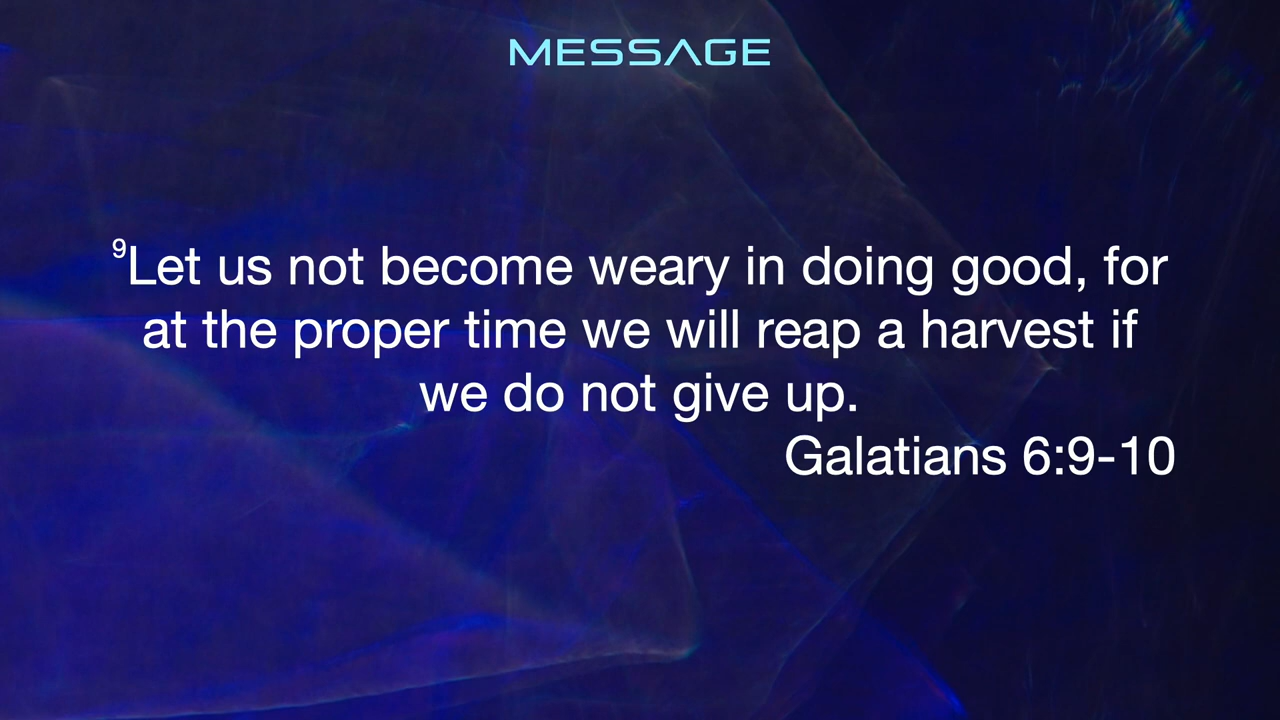 MESSAGE
⁹Let us not become weary in doing good, for
at the proper time we will reap a harvest if
we do not give up.
Galatians 6:9-10